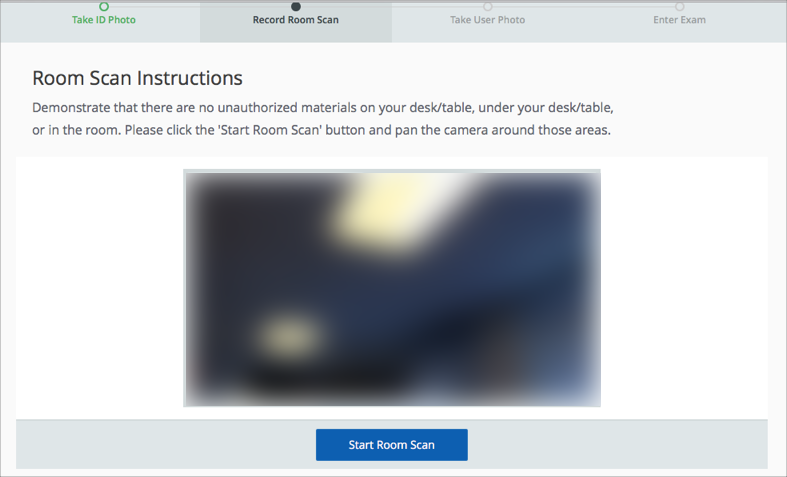 Take ID Photo
Record Room Scan
Take User Photo
Enter Exam
Room Scan Instructions
Demonstrate that there are no unauthorized materials on your desk/table, under your desk/table,
or in the room. Please click the 'Start Room Scan' button and pan the camera around those areas.
Start Room Scan